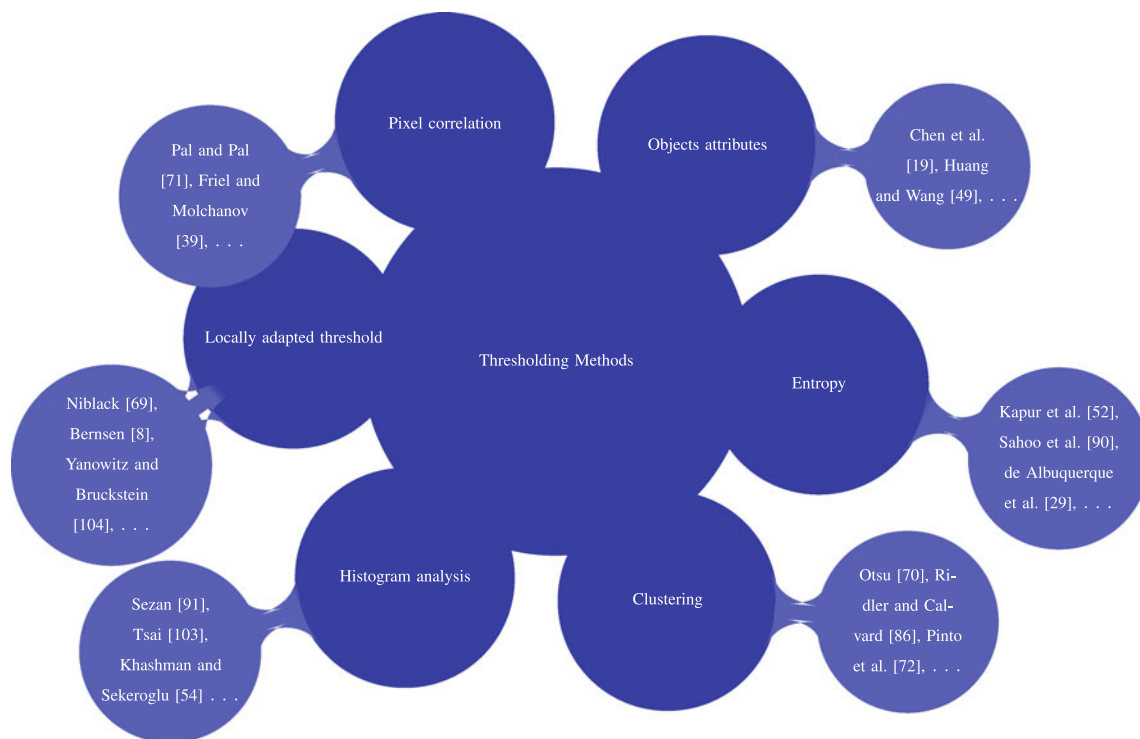 Pixel correlation
Objects attributes
Pal and Pal
[71], Friel and
Molchanov
[39], . . .
Chen et al.
[19], Huang
and Wang [49], . . .
Locally adapted threshold
Thresholding Methods
Entropy
Niblack [69],
Bernsen [8],
Yanowitz and
Bruckstein
[104], . . .
Kapur et al. [52],
Sahoo et al. [90],
de Albuquerque
et al. [29], . . .
Histogram analysis
Clustering
Sezan [91],
Tsai [103],
Khashman and
Sekeroglu [54] . . .
Otsu [70], Ri-
dler and Cal-
vard [86], Pinto
et al. [72], . . .